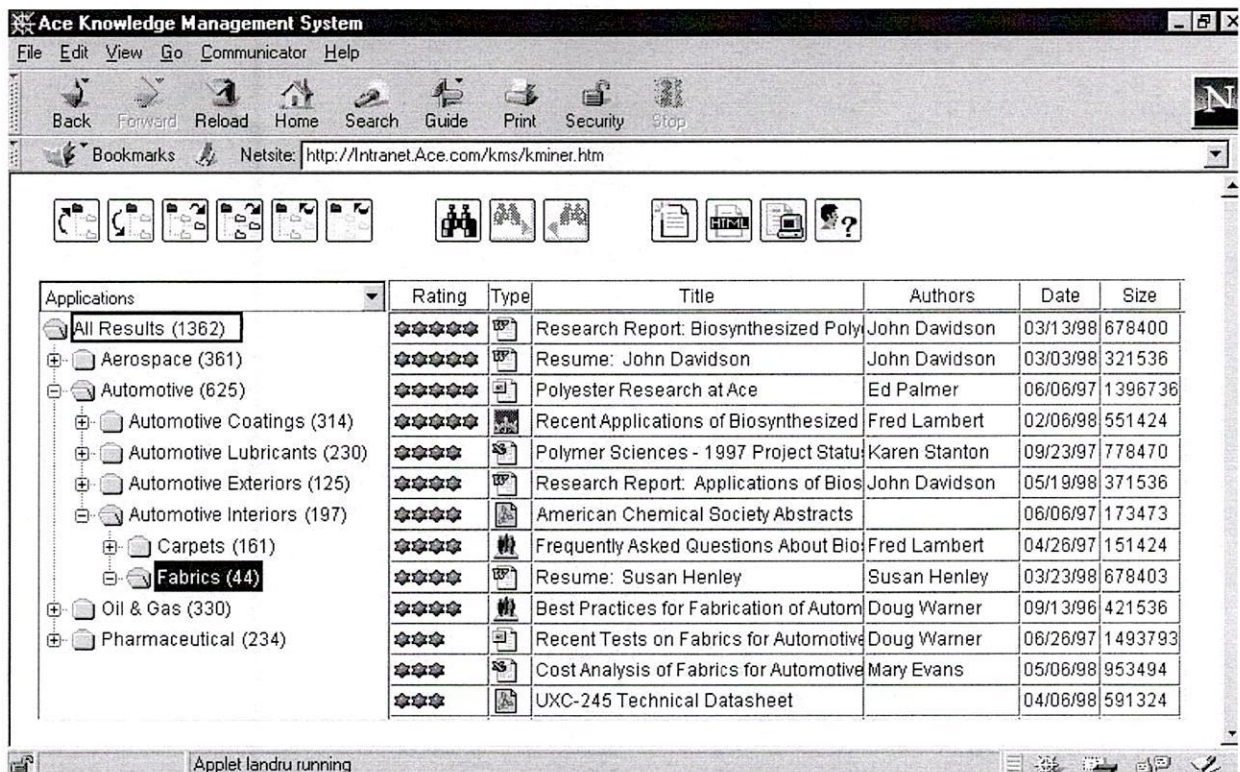 Ace Knowledge Management System
File Edit View Go Communicator Help
Back Forward Reload Home Search Guide Print Security Stop
N
Bookmarks Netsite: http://Intranet.Ace.com/kms/kminer.htm
HTML
?
Applications
All Results (1362)
Aerospace (361)
Automotive (625)
Automotive Coatings (314)
Automotive Lubricants (230)
Automotive Exteriors (125)
Automotive Interiors (197)
Carpets (161)
Fabrics (44)
Oil & Gas (330)
Pharmaceutical (234)
Rating Type Title Authors Date Size
Research Report: Biosynthesized Poly John Davidson 03/13/98 678400
Resume: John Davidson John Davidson 03/03/98 321536
Polyester Research at Ace Ed Palmer 06/06/97 1396736
Recent Applications of Biosynthesized Fred Lambert 02/06/98 551424
Polymer Sciences - 1997 Project Statu Karen Stanton 09/23/97 778470
Research Report: Applications of Bios John Davidson 05/19/98 371536
American Chemical Society Abstracts 06/06/97 173473
Frequently Asked Questions About Bio Fred Lambert 04/26/97 151424
Resume: Susan Henley Susan Henley 03/23/98 678403
Best Practices for Fabrication of Autom Doug Warner 09/13/96 421536
Recent Tests on Fabrics for Automotive Doug Warner 06/26/97 1493793
Cost Analysis of Fabrics for Automotive Mary Evans 05/06/98 953494
UXC-245 Technical Datasheet 04/06/98 591324
Applet landru running